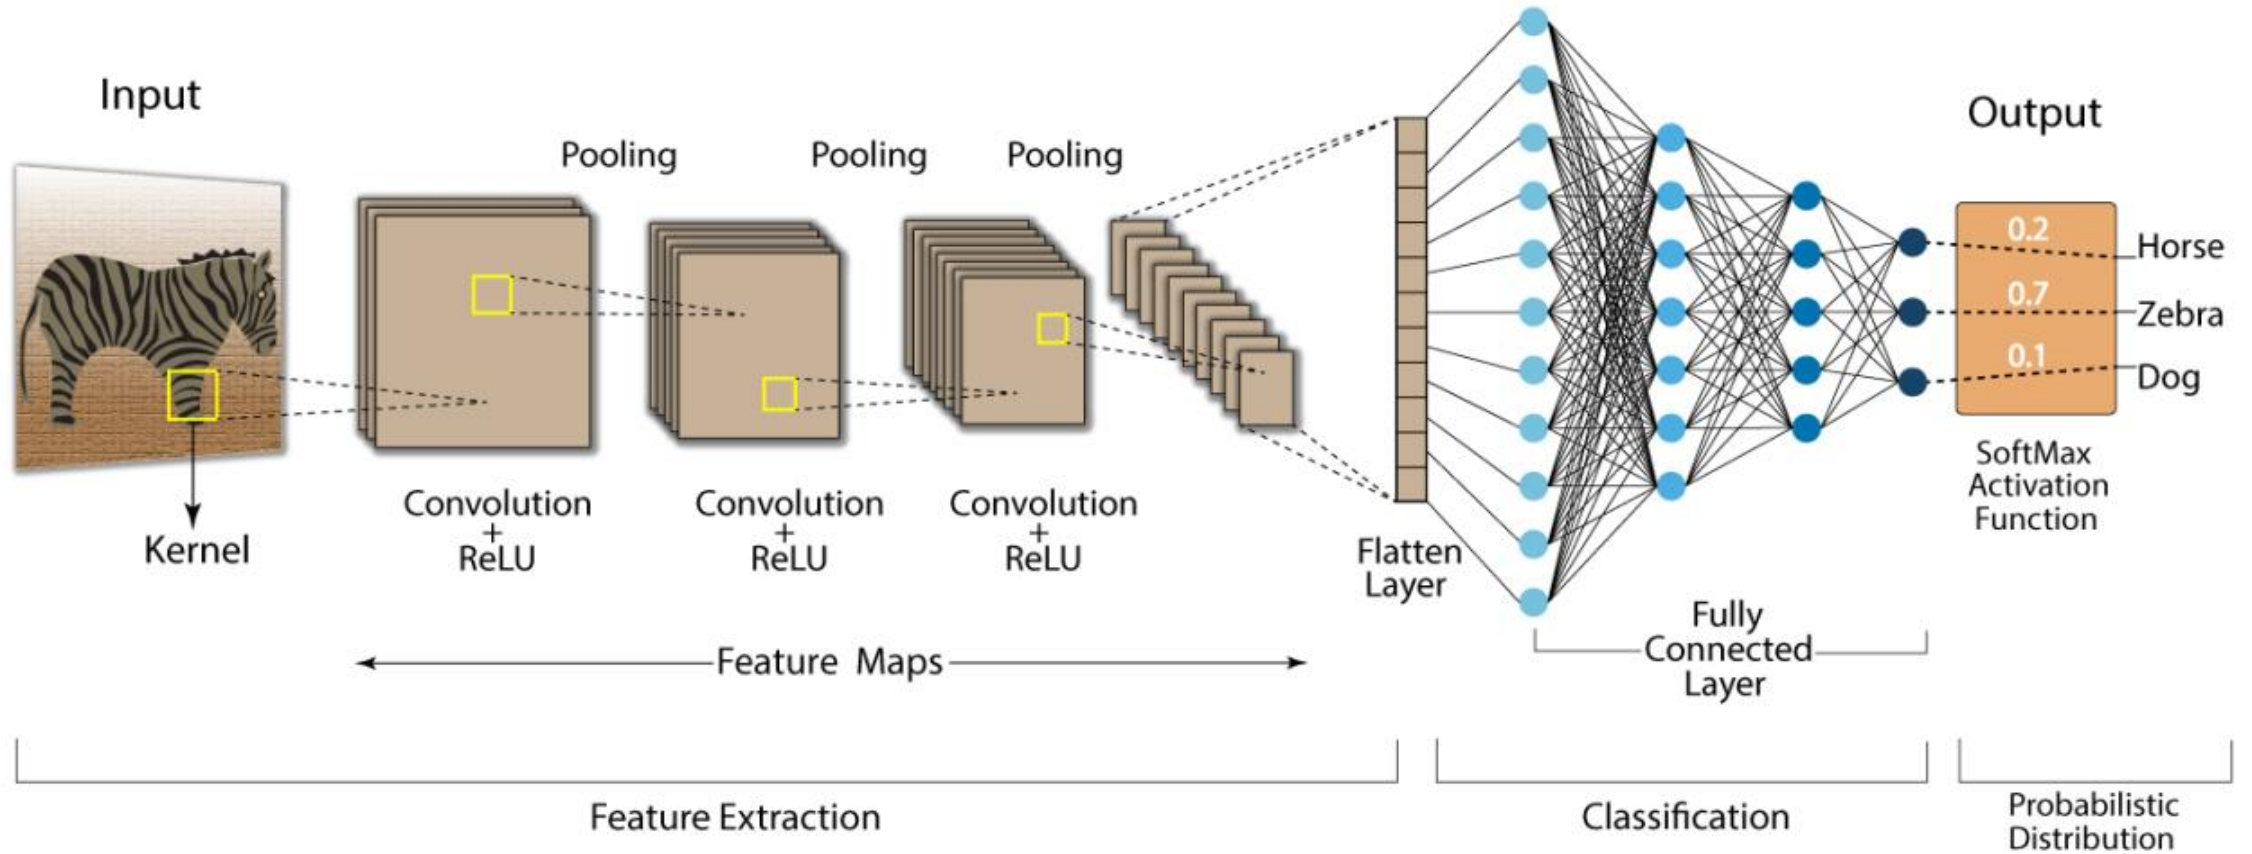 Input
Pooling
Pooling
Pooling
Output
0.2
Horse
0.7
Zebra
0.1
Dog
SoftMax
Activation
Function
Kernel
Convolution
+
ReLU
Convolution
+
ReLU
Convolution
+
ReLU
Flatten
Layer
Fully
Connected
Layer
Feature Maps
Feature Extraction
Classification
Probabilistic
Distribution